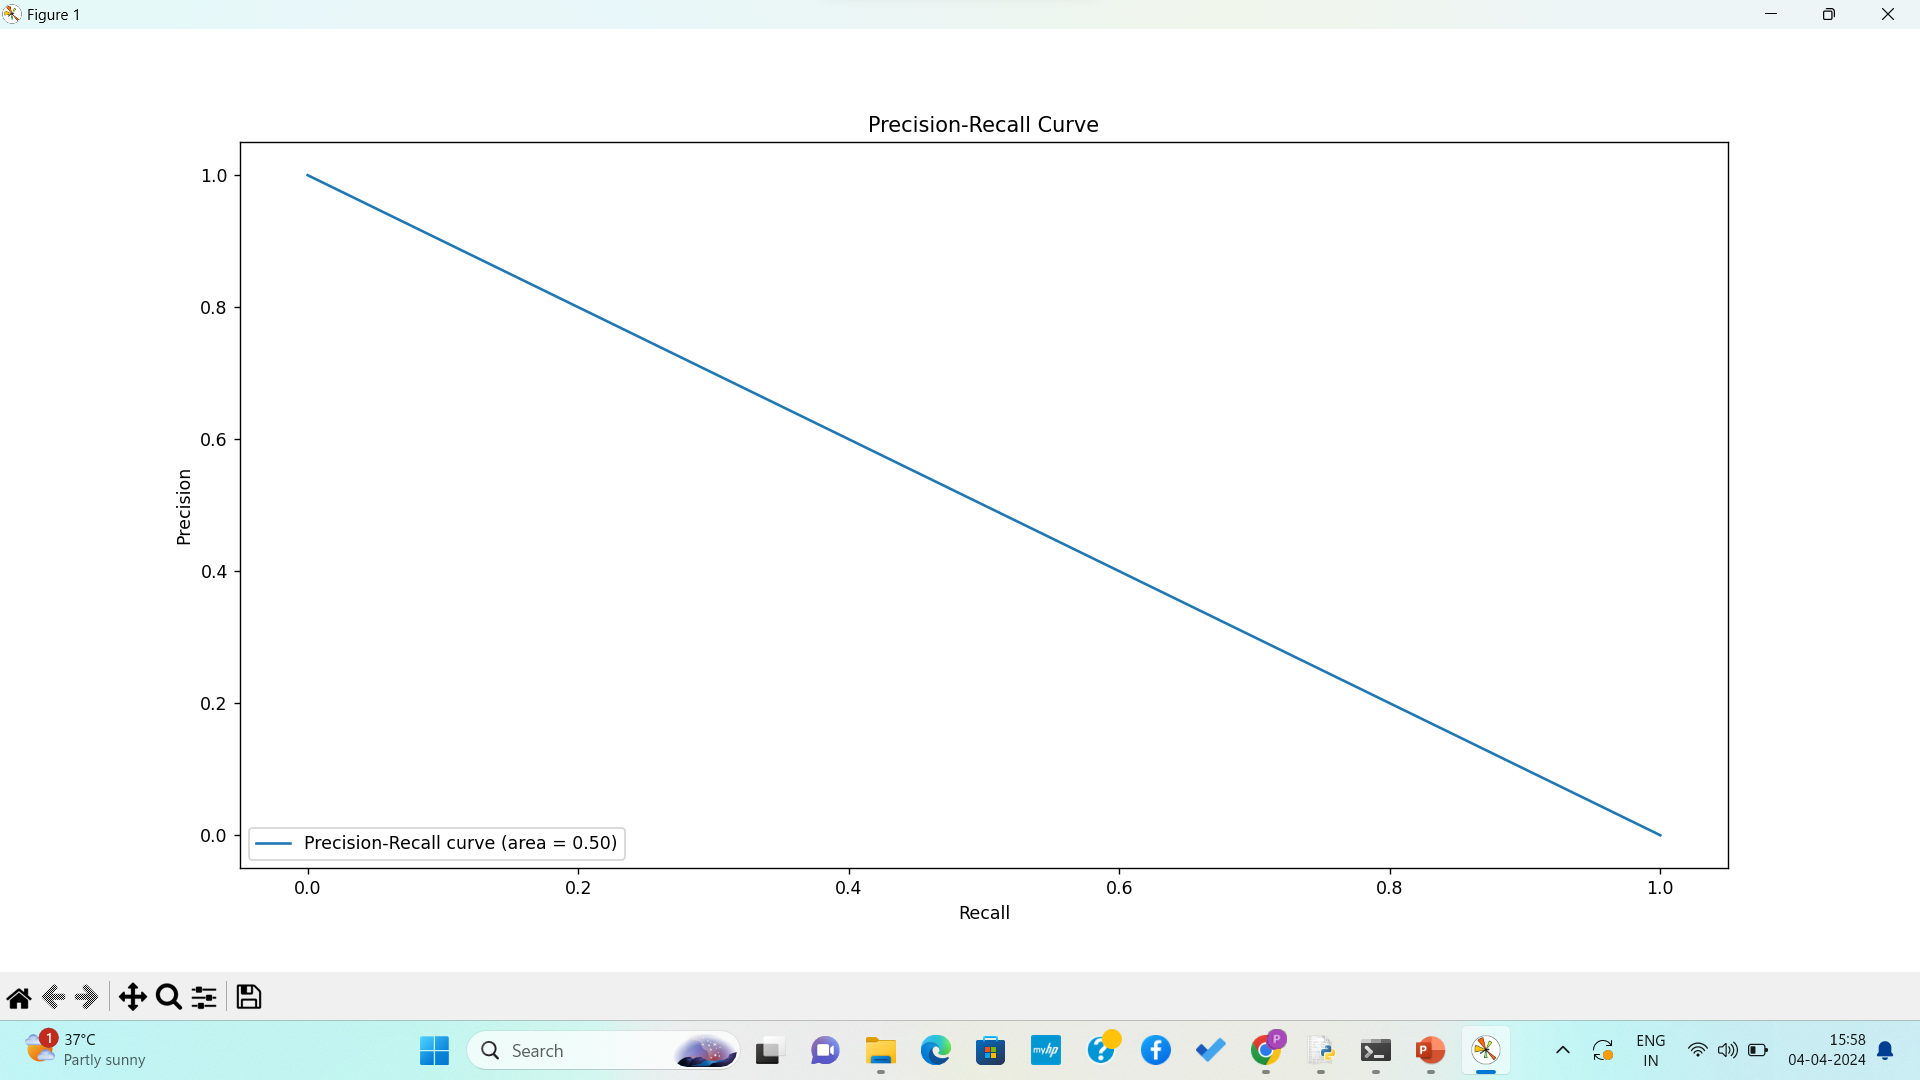 Figure 1
Precision-Recall Curve
1.0
0.8
0.6
0.4
0.2
0.0
Precision
Precision-Recall curve (area = 0.50)
0.0 0.2 0.4 0.6 0.8 1.0
Recall
1
37°C
Partly sunny
Search
myhp
?
P
P
ENG
IN
15:58
04-04-2024